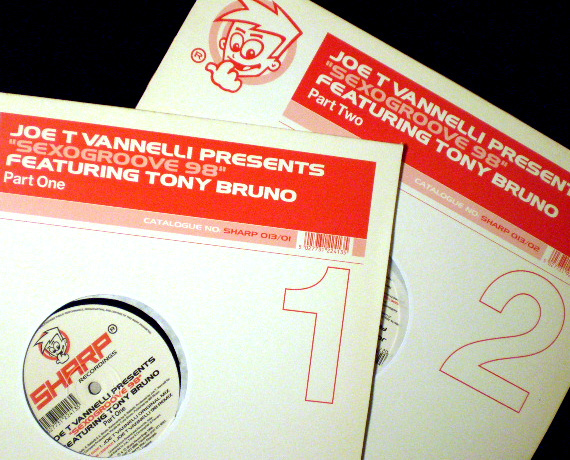 JOE T VANNELLI PRESENTS
"SEXOGROOVE 98"
FEATURING TONY BRUNO
Part One
CATALOGUE NO: SHARP 013/01
1
SHARP
RECORDINGS
JOE T VANNELLI PRESENTS
"SEXOGROOVE 98"
FEATURING TONY BRUNO
Part One
JOE T VANNELLI PRESENTS
"SEXOGROOVE 98"
FEATURING TONY BRUNO
Part Two
CATALOGUE NO: SHARP 013/02
2